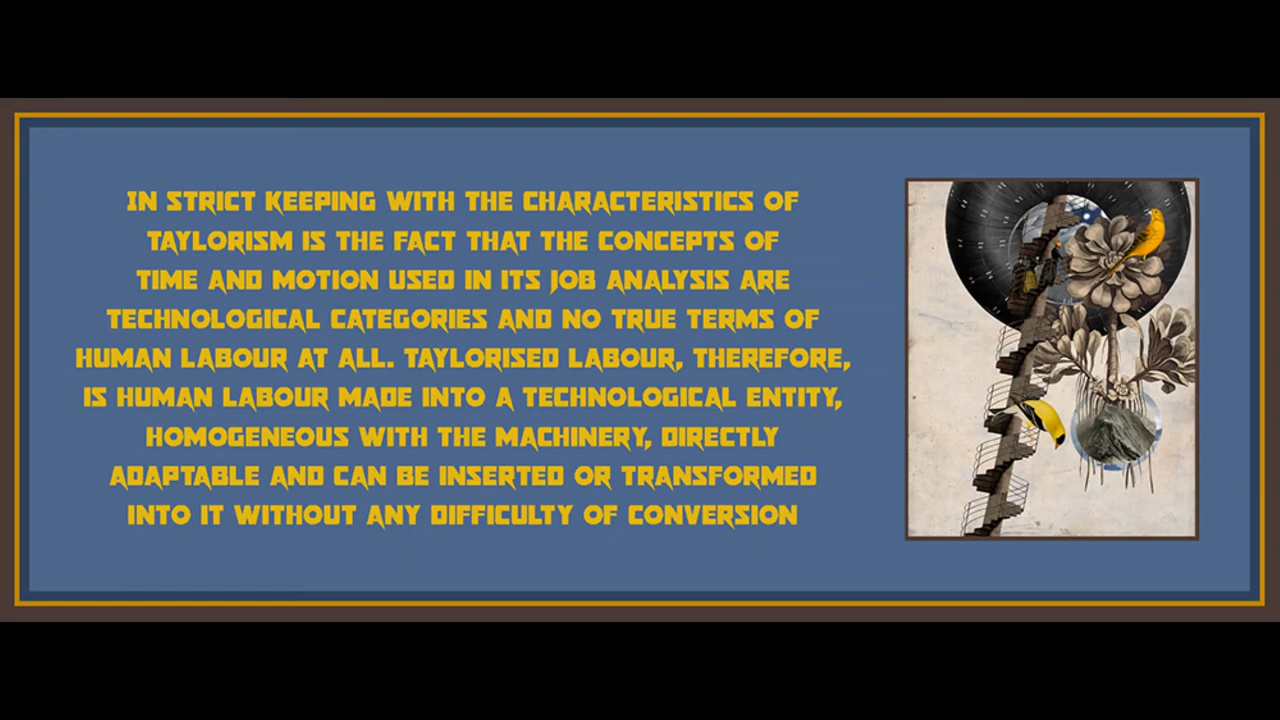 IN STRICT KEEPING WITH THE CHARACTERISTICS OF
TAYLORISM IS THE FACT THAT THE CONCEPTS OF
TIME AND MOTION USED IN ITS JOB ANALYSIS ARE
TECHNOLOGICAL CATEGORIES AND NO TRUE TERMS OF
HUMAN LABOUR AT ALL. TAYLORISED LABOUR, THEREFORE,
IS HUMAN LABOUR MADE INTO A TECHNOLOGICAL ENTITY,
HOMOGENEOUS WITH THE MACHINERY, DIRECTLY
ADAPTABLE AND CAN BE INSERTED OR TRANSFORMED
INTO IT WITHOUT ANY DIFFICULTY OF CONVERSION